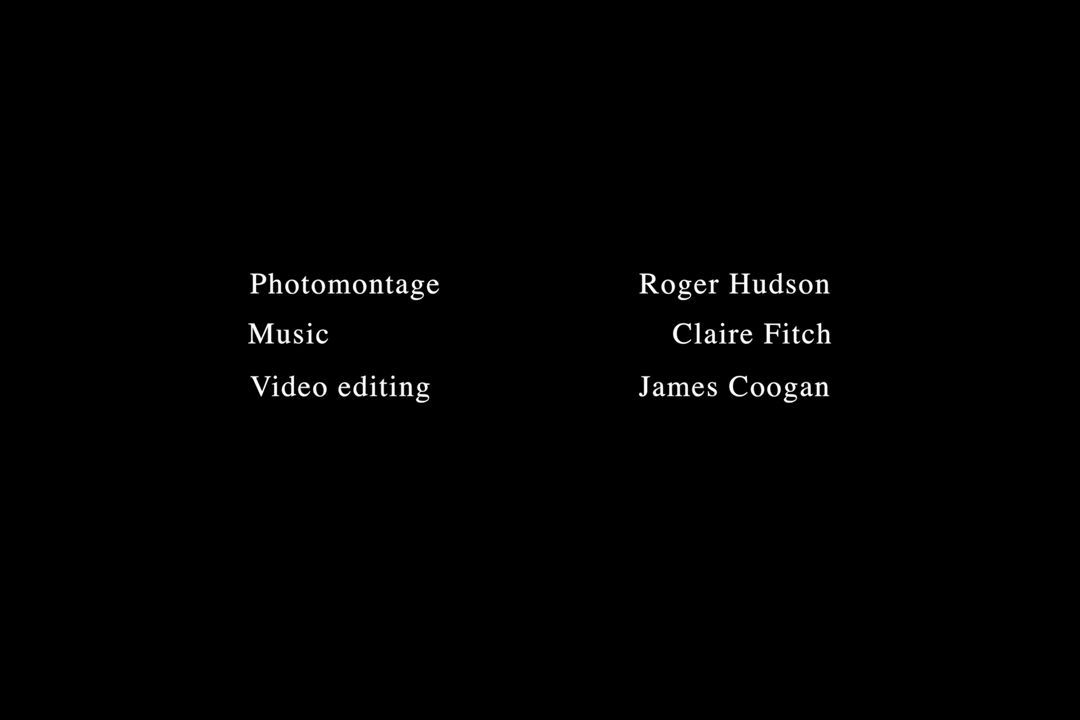 Photomontage Roger Hudson
Music Claire Fitch
Video editing James Coogan